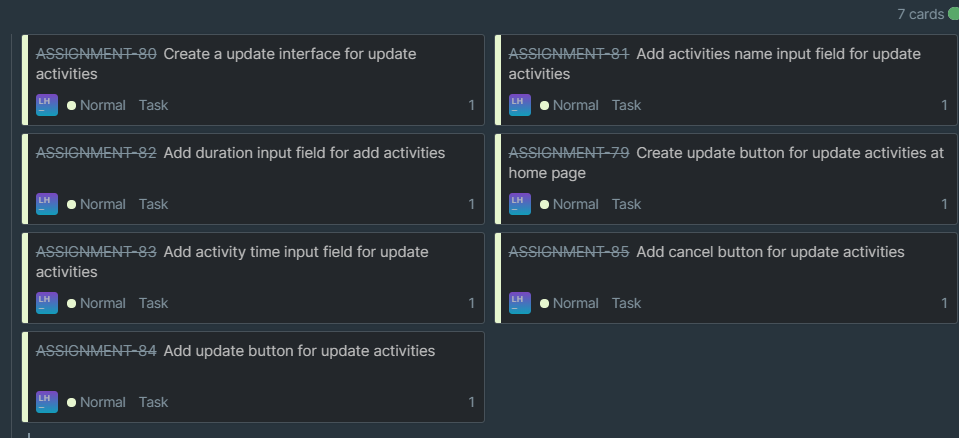 7 cards
ASSIGNMENT-80 Create a update interface for update
activities
LH
Normal Task 1
ASSIGNMENT-81 Add activities name input field for update
activities
LH
Normal Task 1
ASSIGNMENT-82 Add duration input field for add activities
LH
Normal Task 1
ASSIGNMENT-79 Create update button for update activities at
home page
LH
Normal Task 1
ASSIGNMENT-83 Add activity time input field for update
activities
LH
Normal Task 1
ASSIGNMENT-85 Add cancel button for update activities
LH
Normal Task 1
ASSIGNMENT-84 Add update button for update activities
LH
Normal Task 1